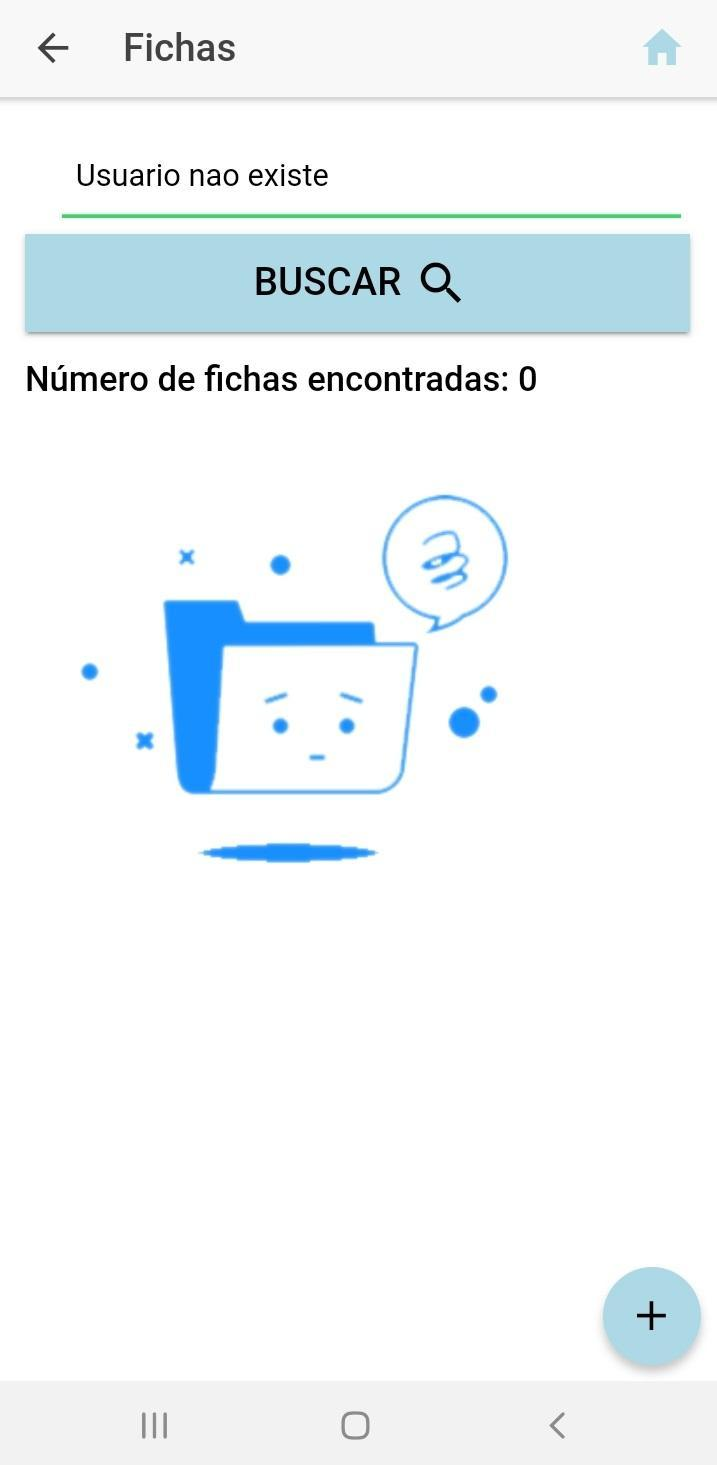 Fichas
Usuario nao existe
BUSCAR
Número de fichas encontradas: 0